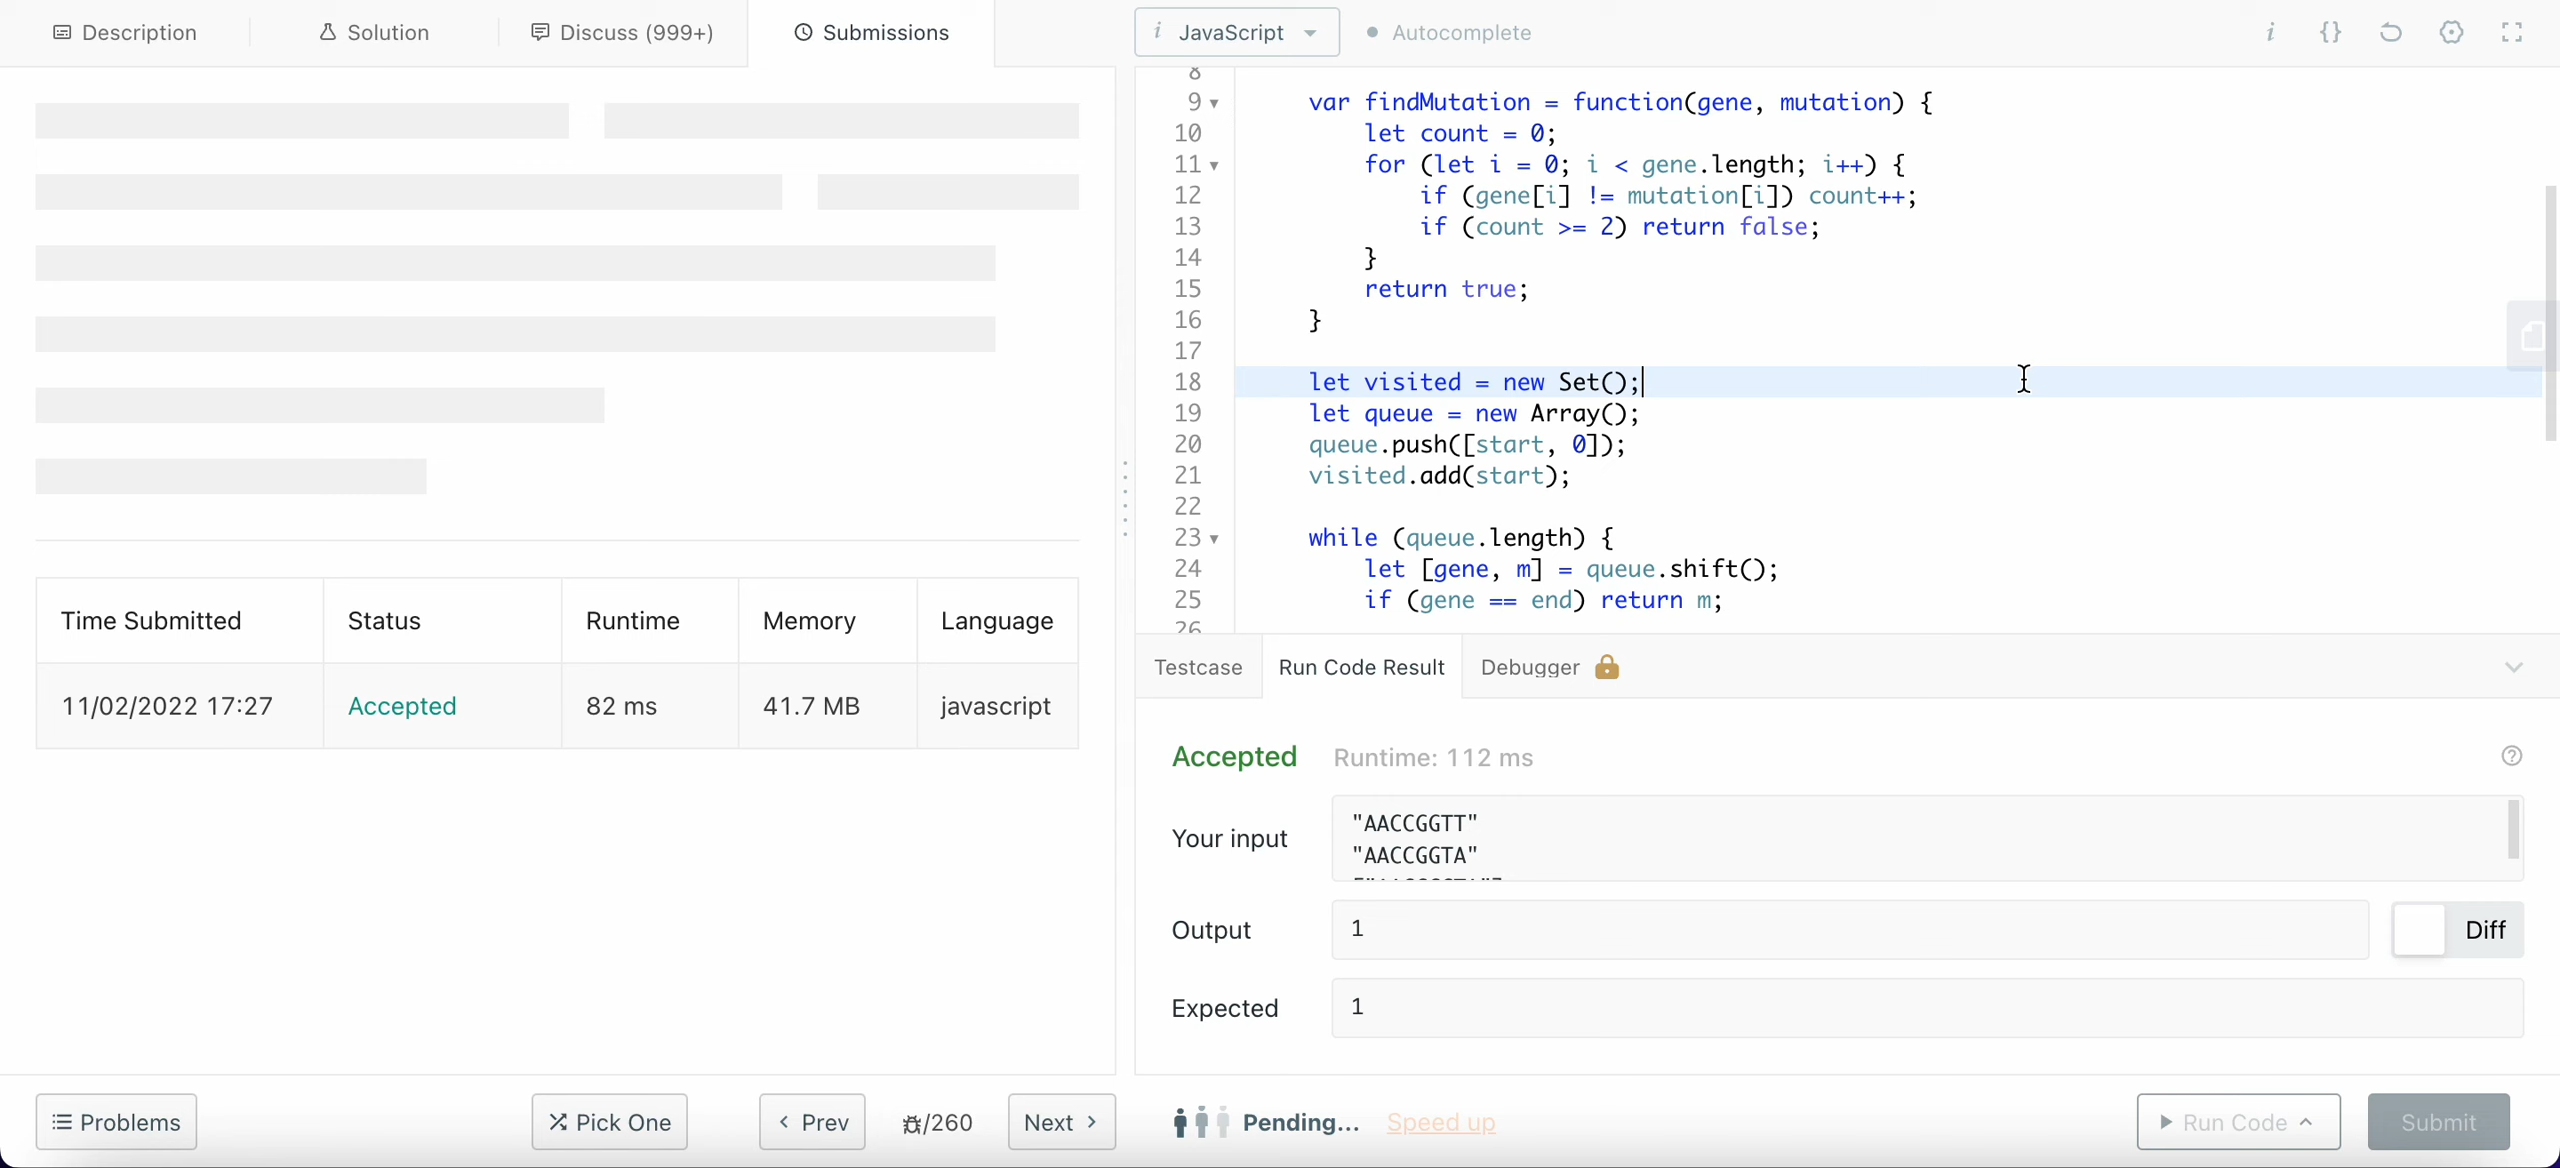 Description
Solution
Discuss (999+)
Submissions
i JavaScript
Autocomplete
i {}
8
9 var findMutation = function(gene, mutation) {
10 let count = 0;
11 for (let i = 0; i < gene.length; i++) {
12 if (gene[i] != mutation[i]) count++;
13 if (count >= 2) return false;
14 }
15 return true;
16 }
17
18 let visited = new Set();
19 let queue = new Array();
20 queue.push([start, 0]);
21 visited.add(start);
22
23 while (queue.length) {
24 let [gene, m] = queue.shift();
25 if (gene == end) return m;
26
Time Submitted Status Runtime Memory Language
11/02/2022 17:27 Accepted 82 ms 41.7 MB javascript
Testcase Run Code Result Debugger
Accepted Runtime: 112 ms
Your input
"AACCGGTT"
"AACCGGTA"
Output 1 Diff
Expected 1
Problems
Pick One
< Prev
/260
Next >
Pending... Speed up
Run Code
Submit